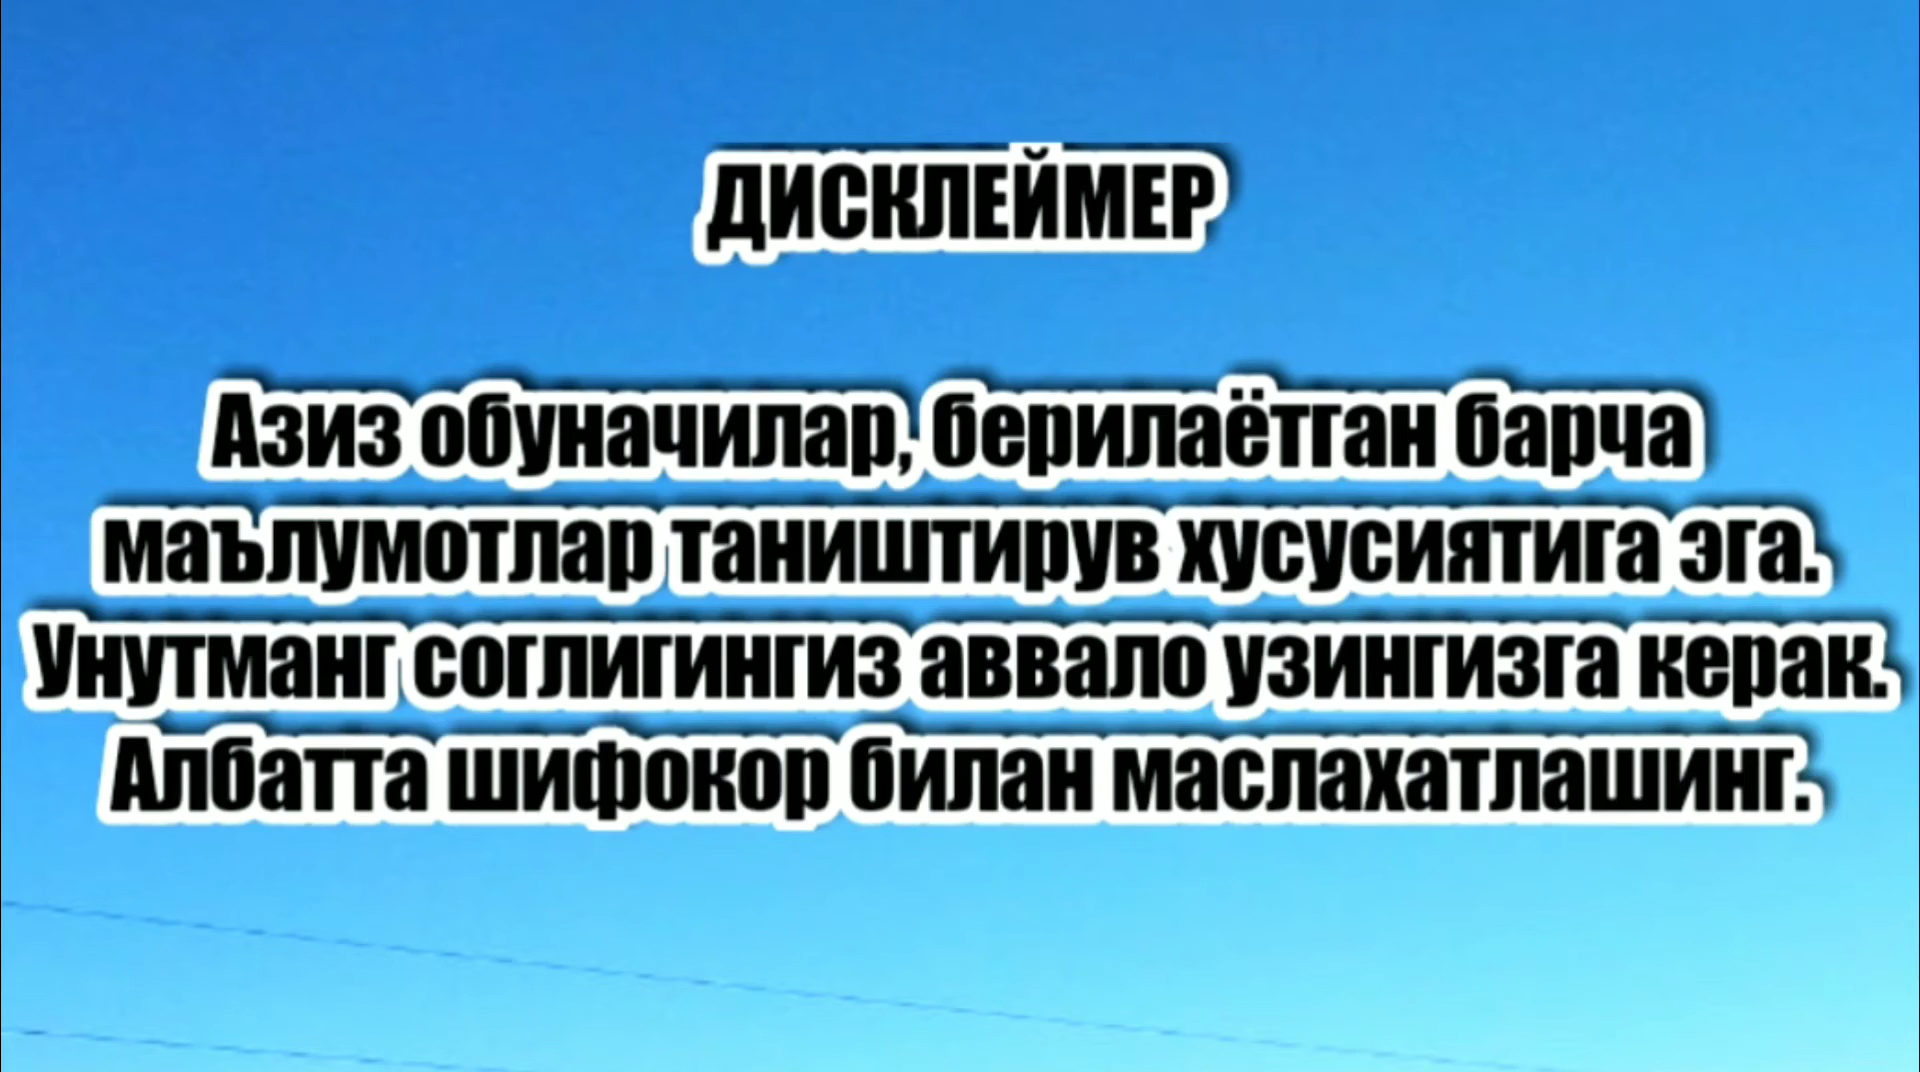 ДИСКЛЕЙМЕР
Азиз обуначилар, берилаётган барча
маълумотлар таништирув хусусиятига эга.
Унутманг соглигингиз аввало узингизга керак.
Албатта шифокор билан маслахатлашинг.